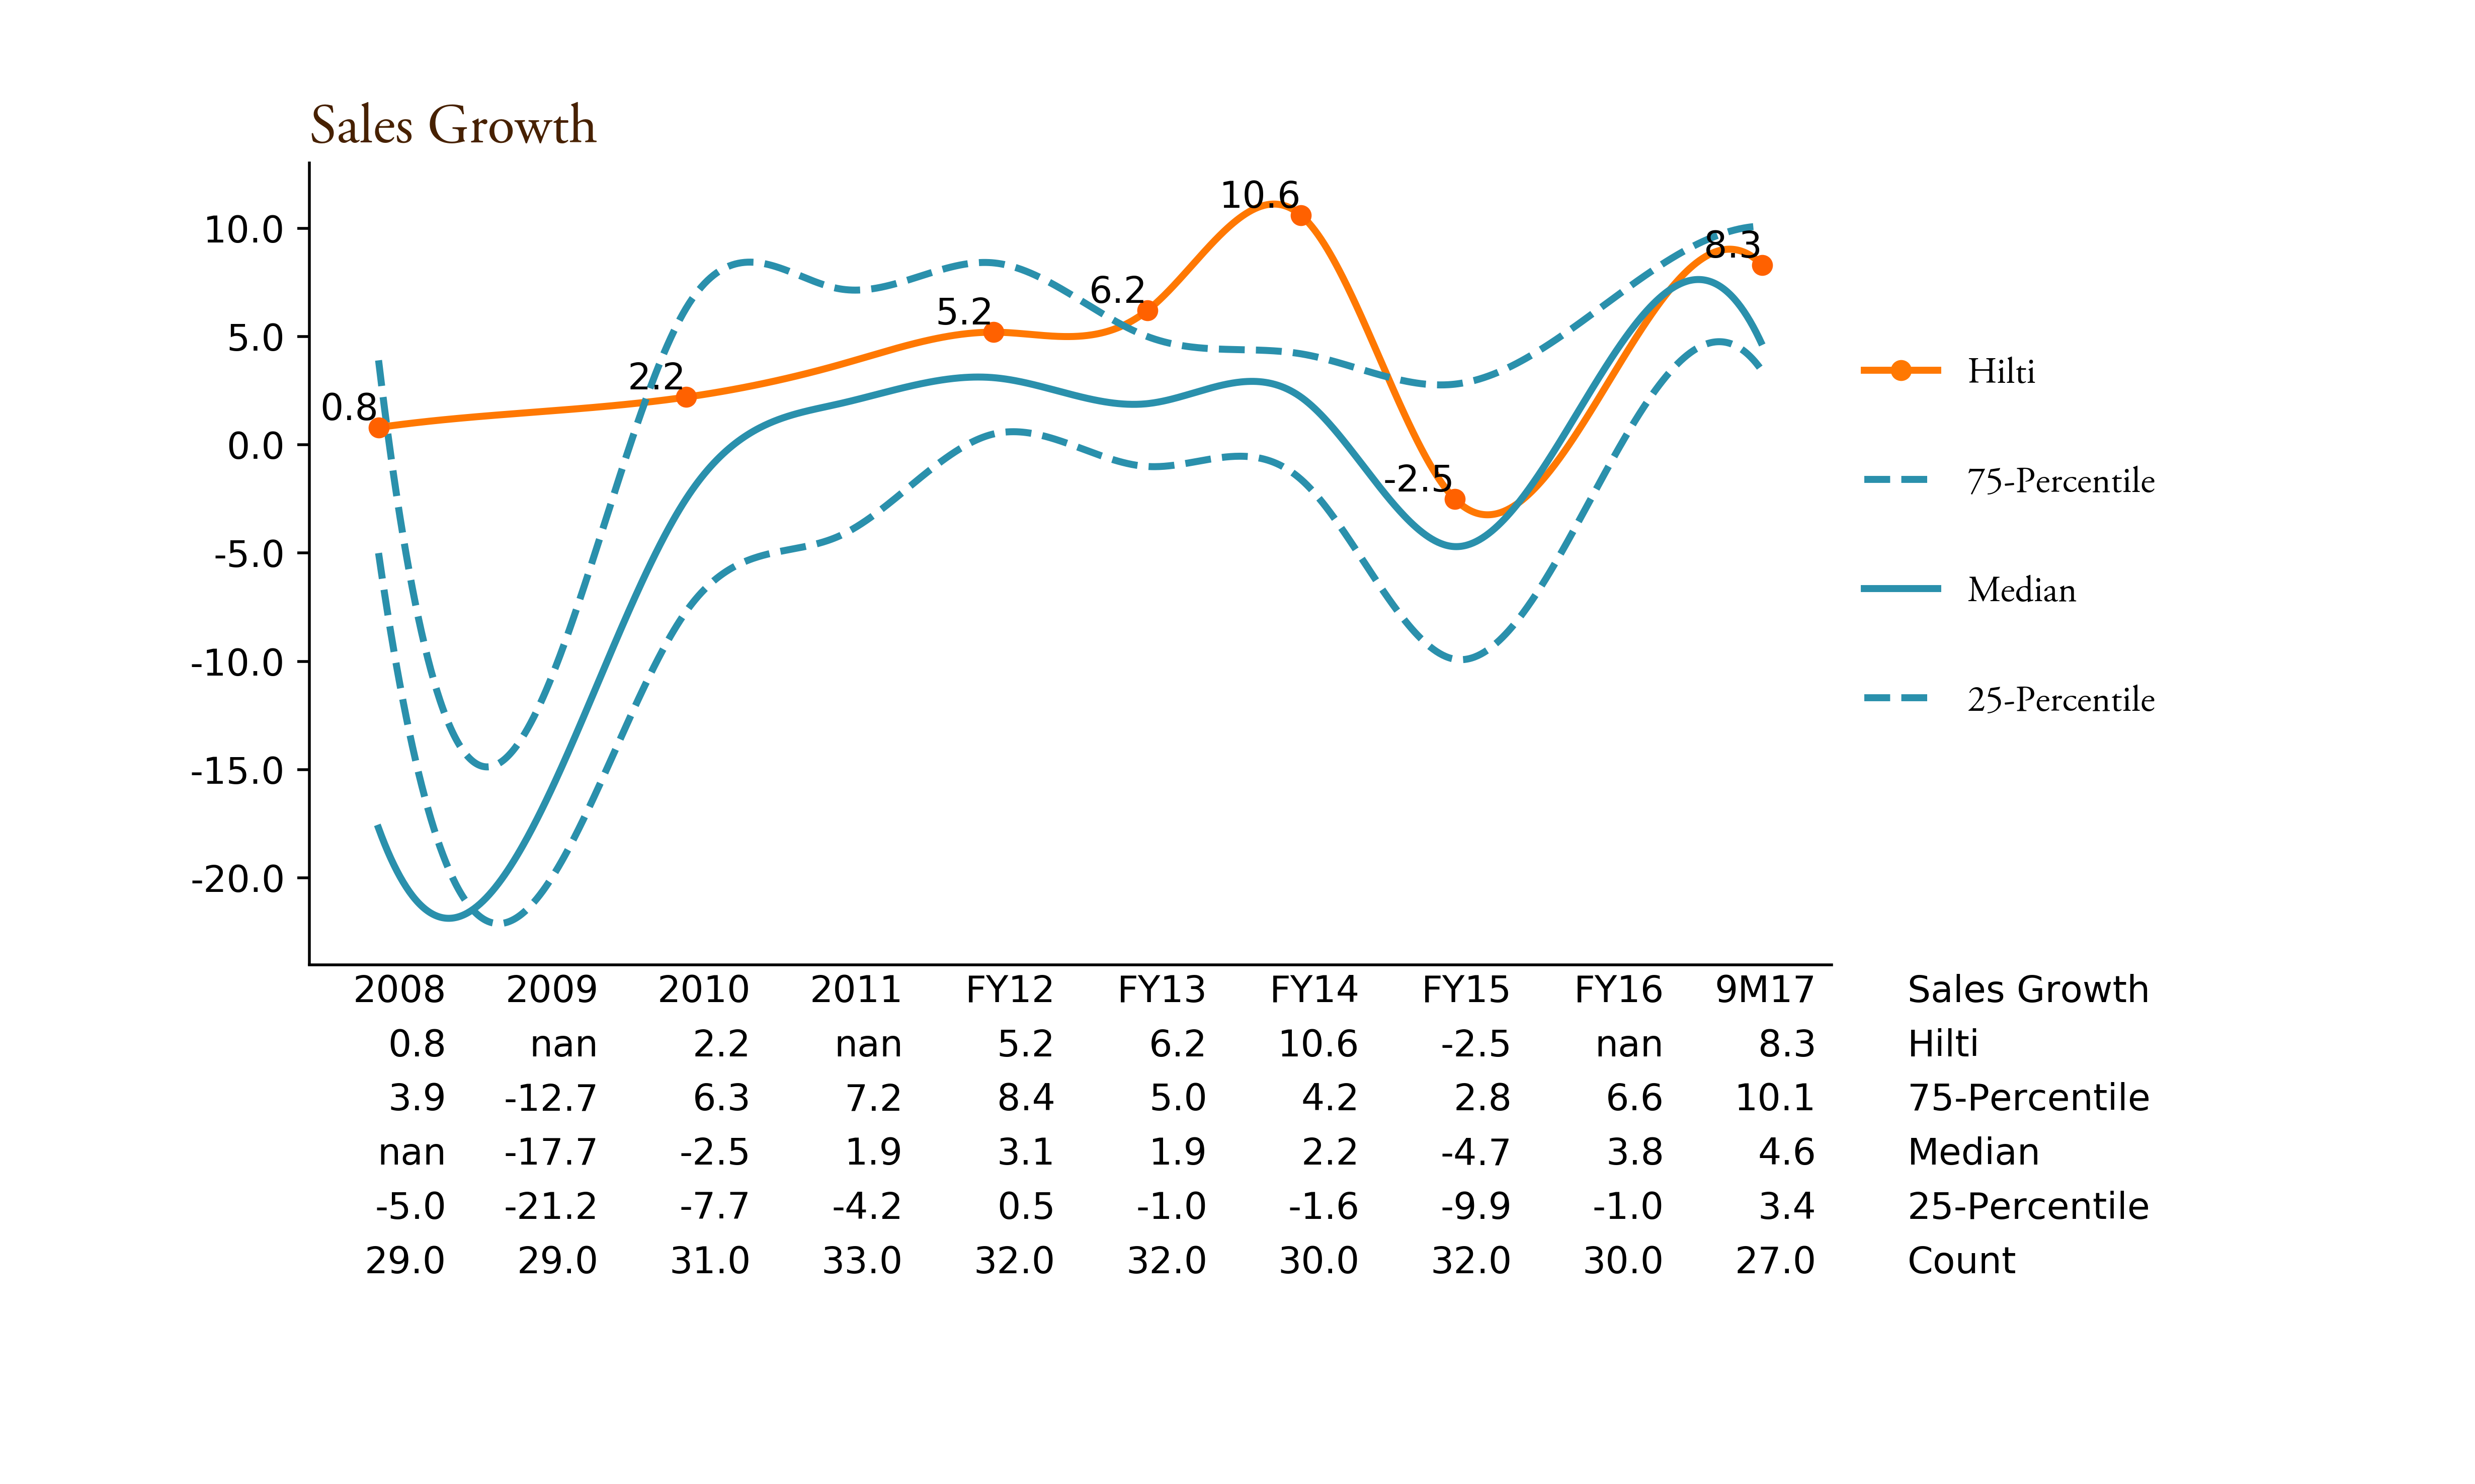 Sales Growth
10.6
10.0
8.3
6.2
5.2
5.0
2.2
0.8
0.0
-2.5
-5.0
-10.0
-15.0
-20.0
Hilti
75-Percentile
Median
25-Percentile
2008 2009 2010 2011 FY12 FY13 FY14 FY15 FY16 9M17 Sales Growth
0.8 nan 2.2 nan 5.2 6.2 10.6 -2.5 nan 8.3 Hilti
3.9 -12.7 6.3 7.2 8.4 5.0 4.2 2.8 6.6 10.1 75-Percentile
nan -17.7 -2.5 1.9 3.1 1.9 2.2 -4.7 3.8 4.6 Median
-5.0 -21.2 -7.7 -4.2 0.5 -1.0 -1.6 -9.9 -1.0 3.4 25-Percentile
29.0 29.0 31.0 33.0 32.0 32.0 30.0 32.0 30.0 27.0 Count